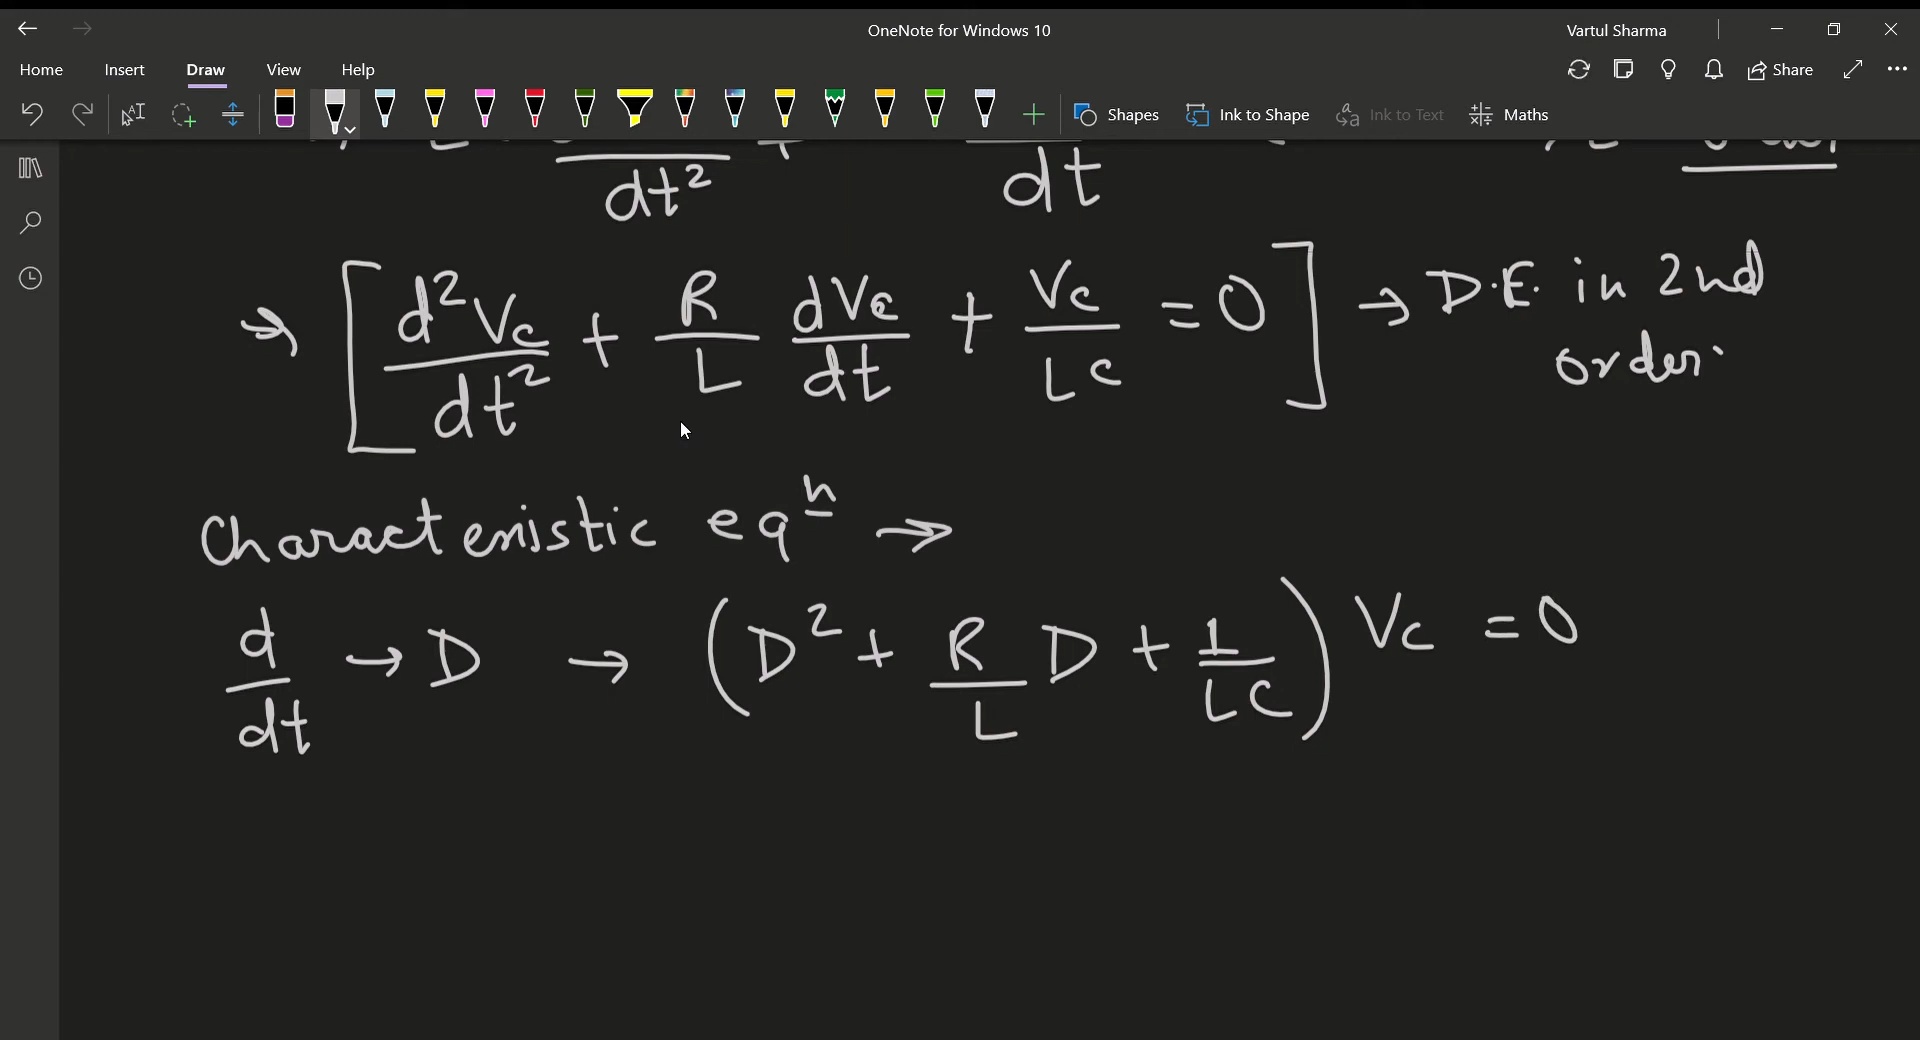 OneNote for Windows 10
Vartul Sharma
Home Insert Draw View Help
Share
Shapes Ink to Shape Ink to Text Maths
dt² dt
→ [d²Vc/dt² + R/L dVc/dt + Vc/LC = 0] → D.E. in 2nd
order.
Characteristic eqn →
d/dt → D → (D² + R/L D + 1/LC) Vc = 0